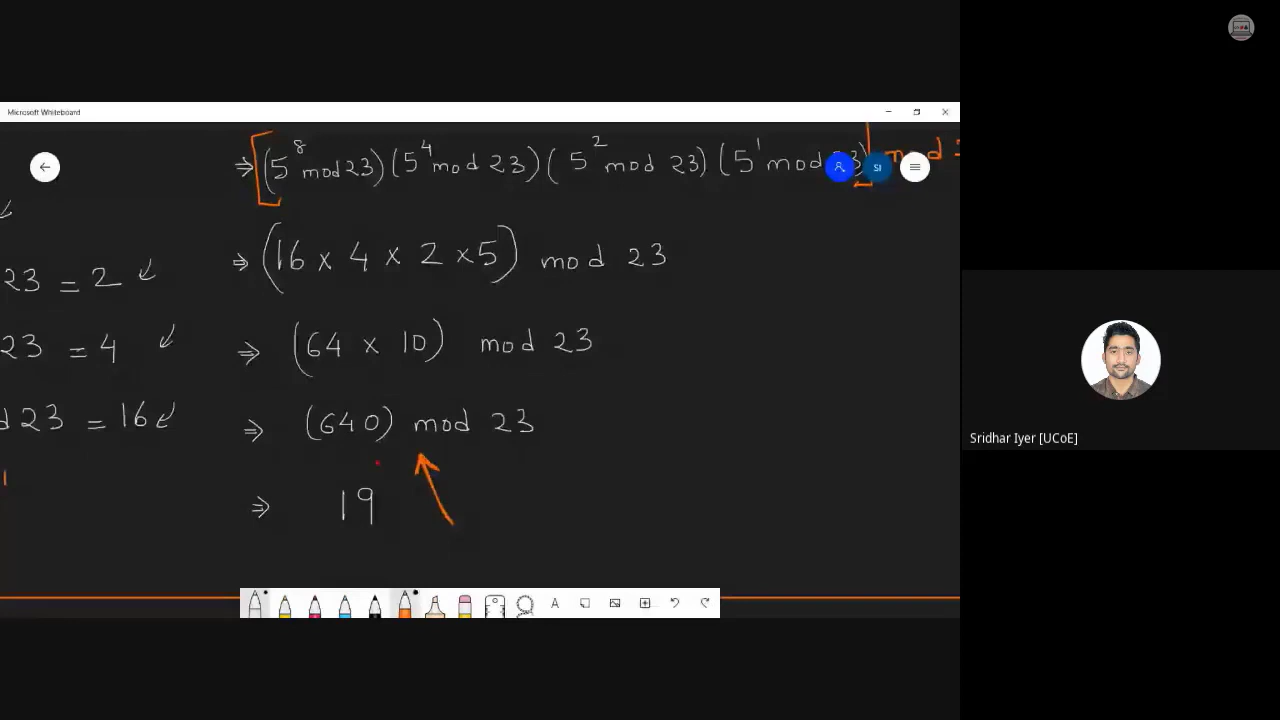 Microsoft Whiteboard
⇒ [(5^8 mod 23)(5^4 mod 23)(5^2 mod 23)(5^1 mod 23)] mod
SI
⇒ (16 × 4 × 2 × 5) mod 23
23 = 2 ↙
⇒ (64 × 10) mod 23
23 = 4 ↙
⇒ (640) mod 23
d 23 = 16 ↙
⇒ 19
Sridhar Iyer [UCoE]
A